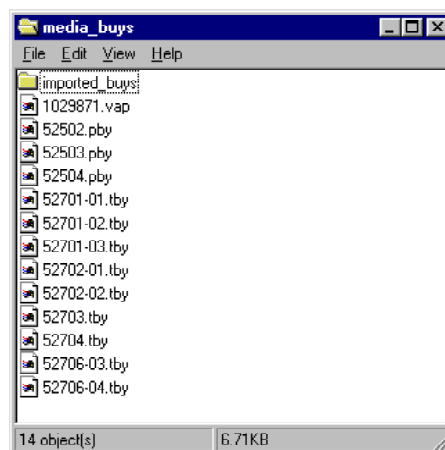 media_buys
File Edit View Help
imported_buys
1029871.vap
52502.pby
52503.pby
52504.pby
52701-01.tby
52701-02.tby
52701-03.tby
52702-01.tby
52702-02.tby
52703.tby
52704.tby
52706-03.tby
52706-04.tby
14 object(s) 6.71KB